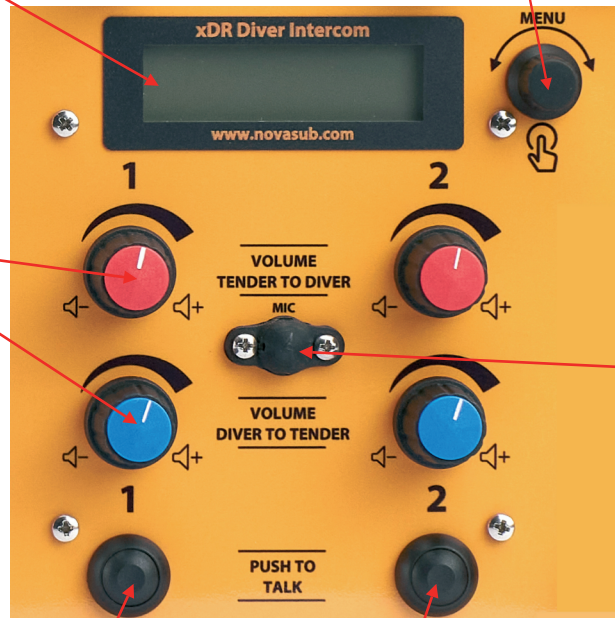 xDR Diver Intercom
MENU
www.novasub.com
1
2
VOLUME
TENDER TO DIVER
MIC
VOLUME
DIVER TO TENDER
1
2
PUSH TO
TALK